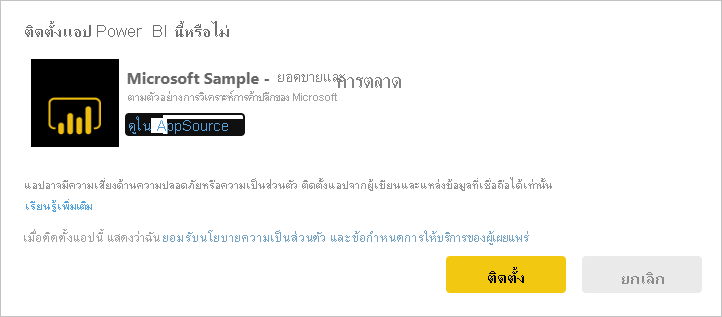 ติดตั้งแอป Power BI นี้หรือไม่
Microsoft Sample - ยอดขายและการตลาด
ตามตัวอย่างการวิเคราะห์การค้าปลีกของ Microsoft
ดูใน AppSource
แอปอาจมีความเสี่ยงด้านความปลอดภัยหรือความเป็นส่วนตัว ติดตั้งแอปจากผู้เขียนและแหล่งข้อมูลที่เชื่อถือได้เท่านั้น
เรียนรู้เพิ่มเติม
เมื่อติดตั้งแอปนี้ แสดงว่าฉัน ยอมรับนโยบายความเป็นส่วนตัว และข้อกำหนดการให้บริการของผู้เผยแพร่
ติดตั้ง
ยกเลิก